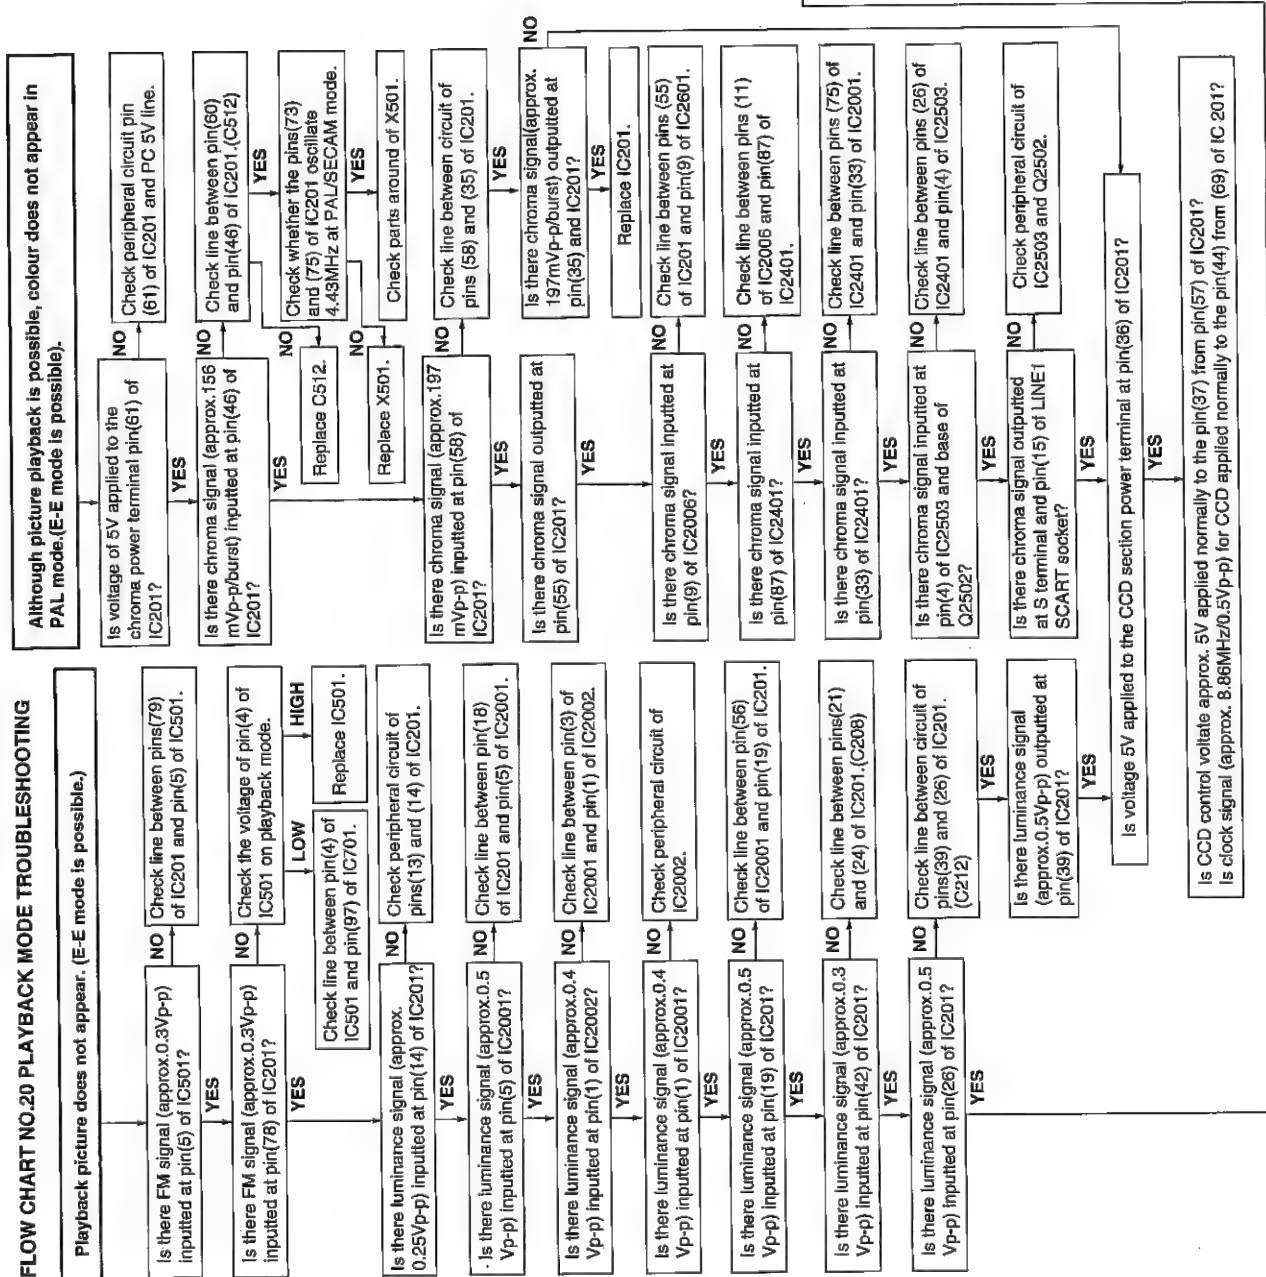 FLOW CHART NO.20 PLAYBACK MODE TROUBLESHOOTING
Playback picture does not appear. (E-E mode is possible.)
Is there FM signal (approx.0.3Vp-p)
inputted at pin(5) of IC501?
NO
Check line between pins(79)
of IC201 and pin(5) of IC501.
YES
Is there FM signal (approx.0.3Vp-p)
inputted at pin(78) of IC201?
NO
Check the voltage of pin(4) of
IC501 on playback mode.
LOW
HIGH
Check line between pin(4) of
IC501 and pin(97) of IC701.
Replace IC501.
YES
Is there luminance signal (approx.
0.25Vp-p) inputted at pin(14) of IC201?
NO
Check peripheral circuit of
pins(13) and (14) of IC201.
YES
Is there luminance signal (approx.0.5
Vp-p) inputted at pin(5) of IC2001?
NO
Check line between pin(18)
of IC201 and pin(5) of IC2001.
YES
Is there luminance signal (approx.0.4
Vp-p) inputted at pin(1) of IC2002?
NO
Check line between pin(3) of
IC2001 and pin(1) of IC2002.
YES
Is there luminance signal (approx.0.4
Vp-p) inputted at pin(1) of IC2001?
NO
Check peripheral circuit of
IC2002.
YES
Is there luminance signal (approx.0.5
Vp-p) inputted at pin(19) of IC201?
NO
Check line between pin(56)
of IC2001 and pin(19) of IC201.
YES
Is there luminance signal (approx.0.3
Vp-p) inputted at pin(42) of IC201?
NO
Check line between pins(21)
and (24) of IC201.(C208)
YES
Is there luminance signal (approx.0.5
Vp-p) inputted at pin(26) of IC201?
NO
Check line between circuit of
pins(39) and (26) of IC201.
(C212)
YES
YES
Is there luminance signal
(approx.0.5Vp-p) outputted at
pin(39) of IC201?
YES
Although picture playback is possible, colour does not appear in
PAL mode.(E-E mode is possible).
Is voltage of 5V applied to the
chroma power terminal pin(61) of
IC201?
NO
Check peripheral circuit pin
(61) of IC201 and PC 5V line.
YES
Is there chroma signal (approx.156
mVp-p/burst) inputted at pin(46) of
IC201?
NO
Check line between pin(60)
and pin(46) of IC201.(C512)
YES
NO
YES
Replace C512.
Check whether the pins(73)
and (75) of IC201 oscillate
4.43MHz at PAL/SECAM mode.
NO
YES
Replace X501.
Check parts around of X501.
Is there chroma signal (approx.197
mVp-p) inputted at pin(58) of
IC201?
NO
Check line between circuit of
pins (58) and (35) of IC201.
YES
YES
Is there chroma signal outputted at
pin(55) of IC201?
Is there chroma signal(approx.
197mVp-p/burst) outputted at
pin(35) and IC201?
NO
YES
YES
Replace IC201.
Is there chroma signal inputted at
pin(9) of IC2006?
NO
Check line between pins (55)
of IC201 and pin(9) of IC2601.
YES
Is there chroma signal inputted at
pin(87) of IC2401?
NO
Check line between pins (11)
of IC2006 and pin(87) of
IC2401.
YES
Is there chroma signal inputted at
pin(33) of IC2401?
NO
Check line between pins (75) of
IC2401 and pin(33) of IC2001.
YES
Is there chroma signal inputted at
pin(4) of IC2503 and base of
Q2502?
NO
Check line between pins (26) of
IC2401 and pin(4) of IC2503.
YES
Is there chroma signal outputted
at S terminal and pin(15) of LINE1
SCART socket?
NO
Check peripheral circuit of
IC2503 and Q2502.
YES
Is voltage 5V applied to the CCD section power terminal at pin(36) of IC201?
YES
Is CCD control voltate approx. 5V applied normally to the pin(37) from pin(57) of IC201?
Is clock signal (approx. 8.86MHz/0.5Vp-p) for CCD applied normally to the pin(44) from (69) of IC 201?